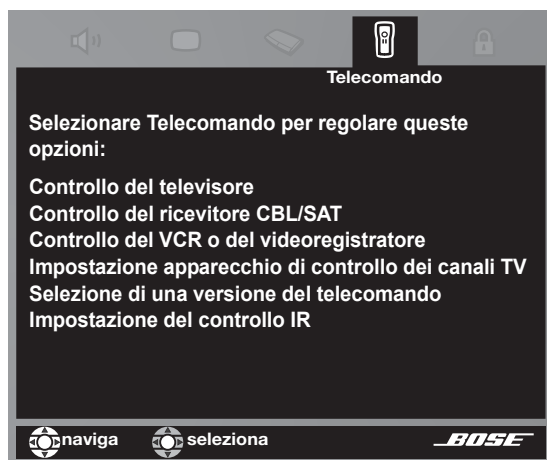 Telecomando
Selezionare Telecomando per regolare queste
opzioni:
Controllo del televisore
Controllo del ricevitore CBL/SAT
Controllo del VCR o del videoregistratore
Impostazione apparecchio di controllo dei canali TV
Selezione di una versione del telecomando
Impostazione del controllo IR
naviga seleziona BOSE